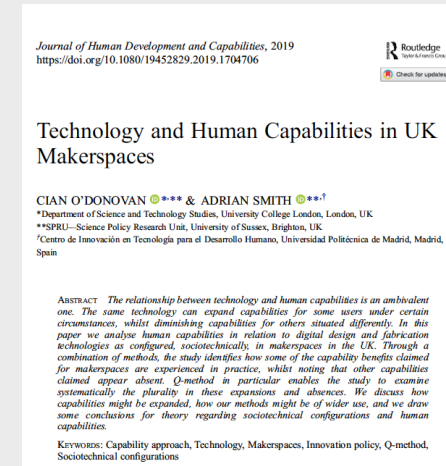 Journal of Human Development and Capabilities, 2019
https://doi.org/10.1080/19452829.2019.1704706
Routledge
Taylor & Francis Group
Check for updates
Technology and Human Capabilities in UK
Makerspaces
CIAN O'DONOVAN *,** & ADRIAN SMITH **,†
*Department of Science and Technology Studies, University College London, London, UK
**SPRU—Science Policy Research Unit, University of Sussex, Brighton, UK
†Centro de Innovación en Tecnología para el Desarrollo Humano, Universidad Politécnica de Madrid, Madrid,
Spain
ABSTRACT The relationship between technology and human capabilities is an ambivalent
one. The same technology can expand capabilities for some users under certain
circumstances, whilst diminishing capabilities for others situated differently. In this
paper we analyse human capabilities in relation to digital design and fabrication
technologies as configured, sociotechnically, in makerspaces in the UK. Through a
combination of methods, the study identifies how some of the capability benefits claimed
for makerspaces are experienced in practice, whilst noting that other capabilities
claimed appear absent. Q-method in particular enables the study to examine
systematically the plurality in these expansions and absences. We discuss how
capabilities might be expanded, how our methods might be of wider use, and we draw
some conclusions for theory regarding sociotechnical configurations and human
capabilities.
KEYWORDS: Capability approach, Technology, Makerspaces, Innovation policy, Q-method,
Sociotechnical configurations